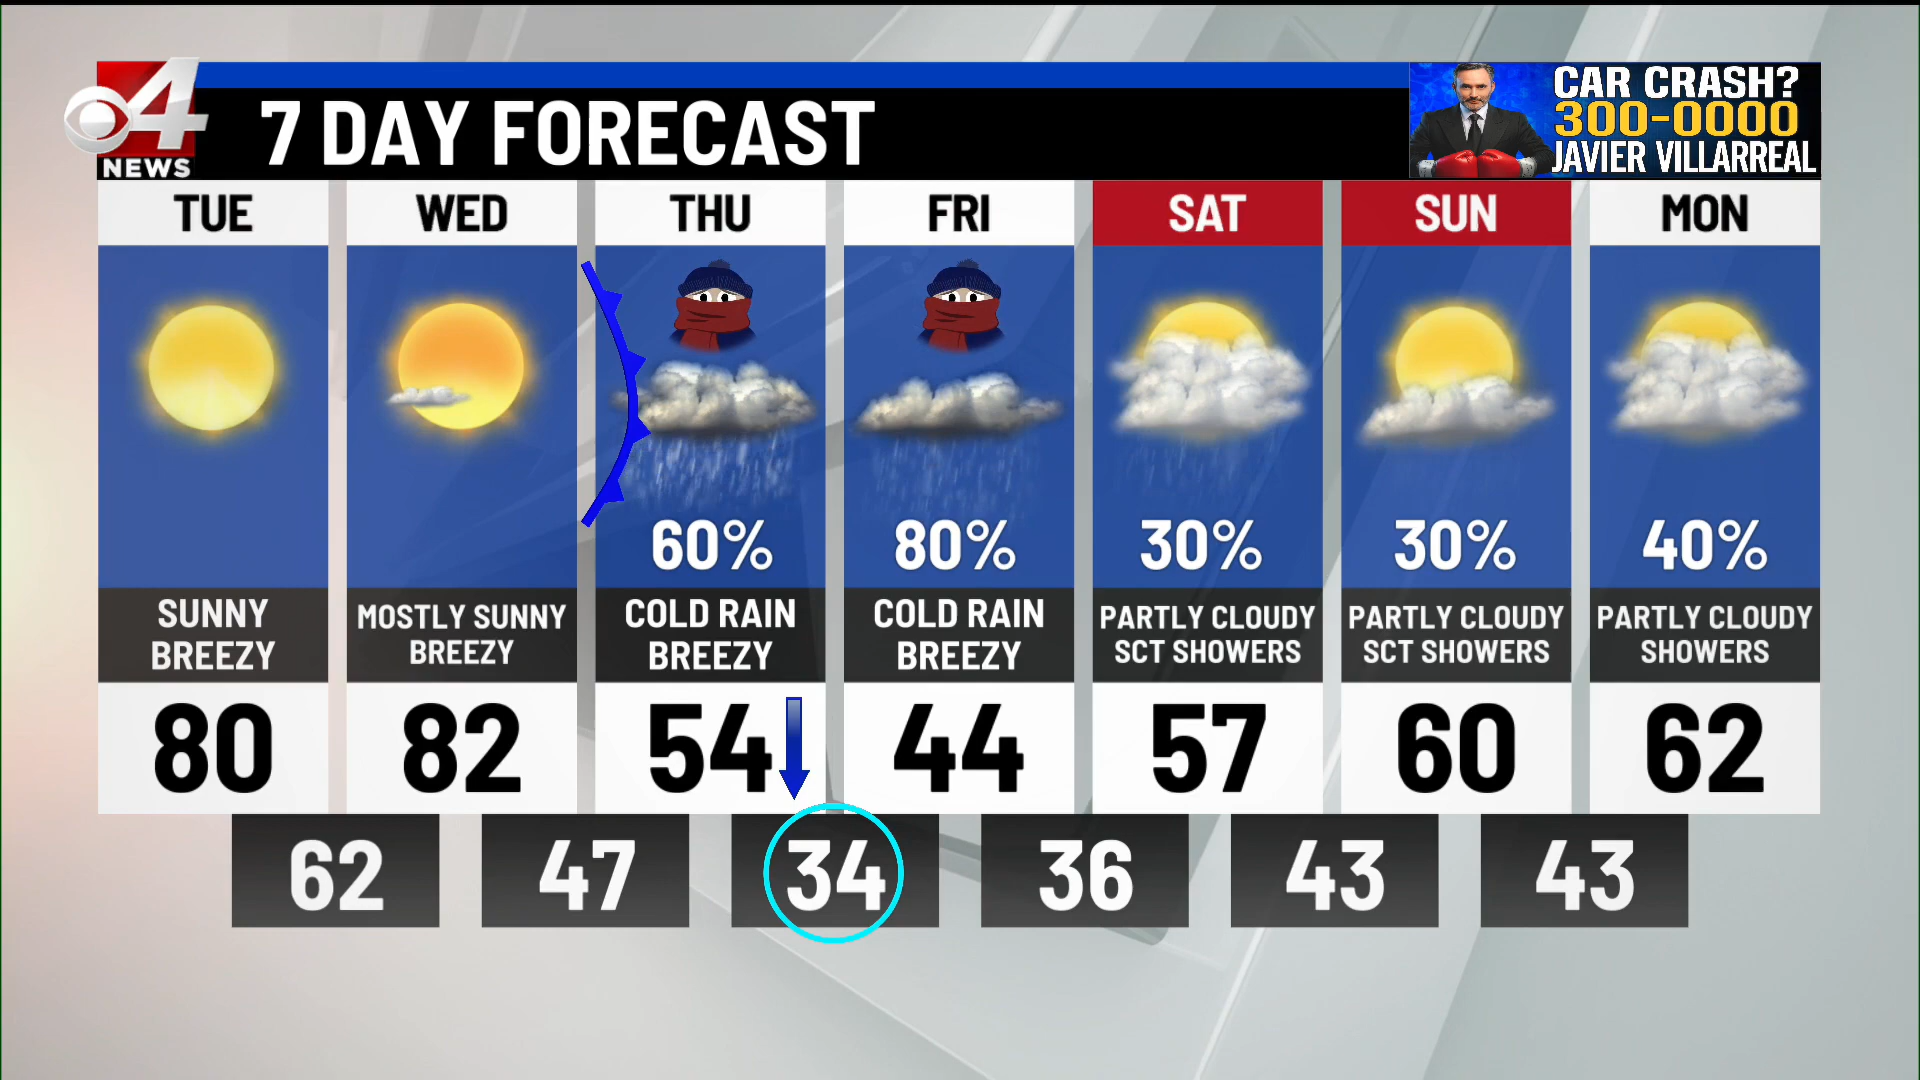 4
NEWS
7 DAY FORECAST
CAR CRASH?
300-0000
JAVIER VILLARREAL
TUE
SUNNY
BREEZY
80
WED
MOSTLY SUNNY
BREEZY
82
THU
60%
COLD RAIN
BREEZY
54
FRI
80%
COLD RAIN
BREEZY
44
SAT
30%
PARTLY CLOUDY
SCT SHOWERS
57
SUN
30%
PARTLY CLOUDY
SCT SHOWERS
60
MON
40%
PARTLY CLOUDY
SHOWERS
62
62
47
34
36
43
43